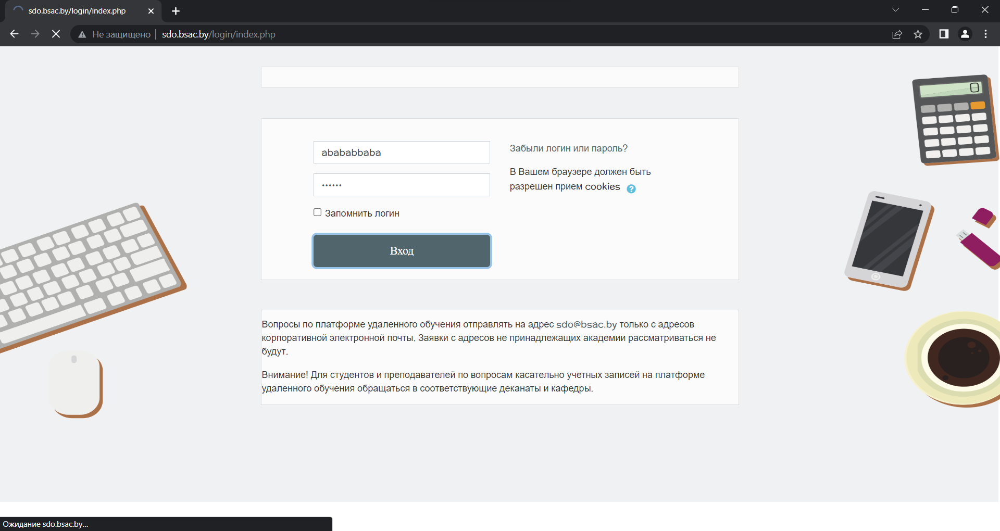 sdo.bsac.by/login/index.php
Не защищено | sdo.bsac.by/login/index.php
abababbaba
••••••
Запомнить логин
Вход
Забыли логин или пароль?
В Вашем браузере должен быть
разрешен прием cookies ?
Вопросы по платформе удаленного обучения отправлять на адрес sdo@bsac.by только с адресов
корпоративной электронной почты. Заявки с адресов не принадлежащих академии рассматриваться не
будут.
Внимание! Для студентов и преподавателей по вопросам касательно учетных записей на платформе
удаленного обучения обращаться в соответствующие деканаты и кафедры.
Ожидание sdo.bsac.by...